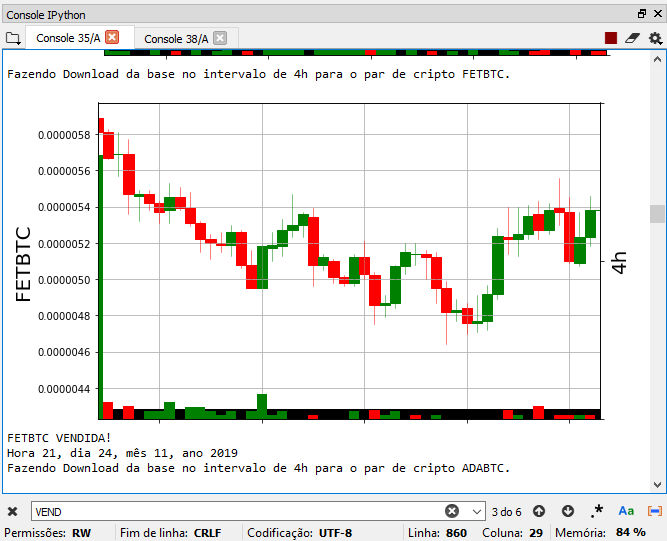 Console IPython
Console 35/A
Console 38/A
Fazendo Download da base no intervalo de 4h para o par de cripto FETBTC.
0.0000058
0.0000056
0.0000054
0.0000052
0.0000050
0.0000048
0.0000046
0.0000044
FETBTC
4h
FETBTC VENDIDA!
Hora 21, dia 24, mês 11, ano 2019
Fazendo Download da base no intervalo de 4h para o par de cripto ADABTC.
VEND
3 do 6
.*
Aa
Permissões: RW
Fim de linha: CRLF
Codificação: UTF-8
Linha: 860
Coluna: 29
Memória: 84 %